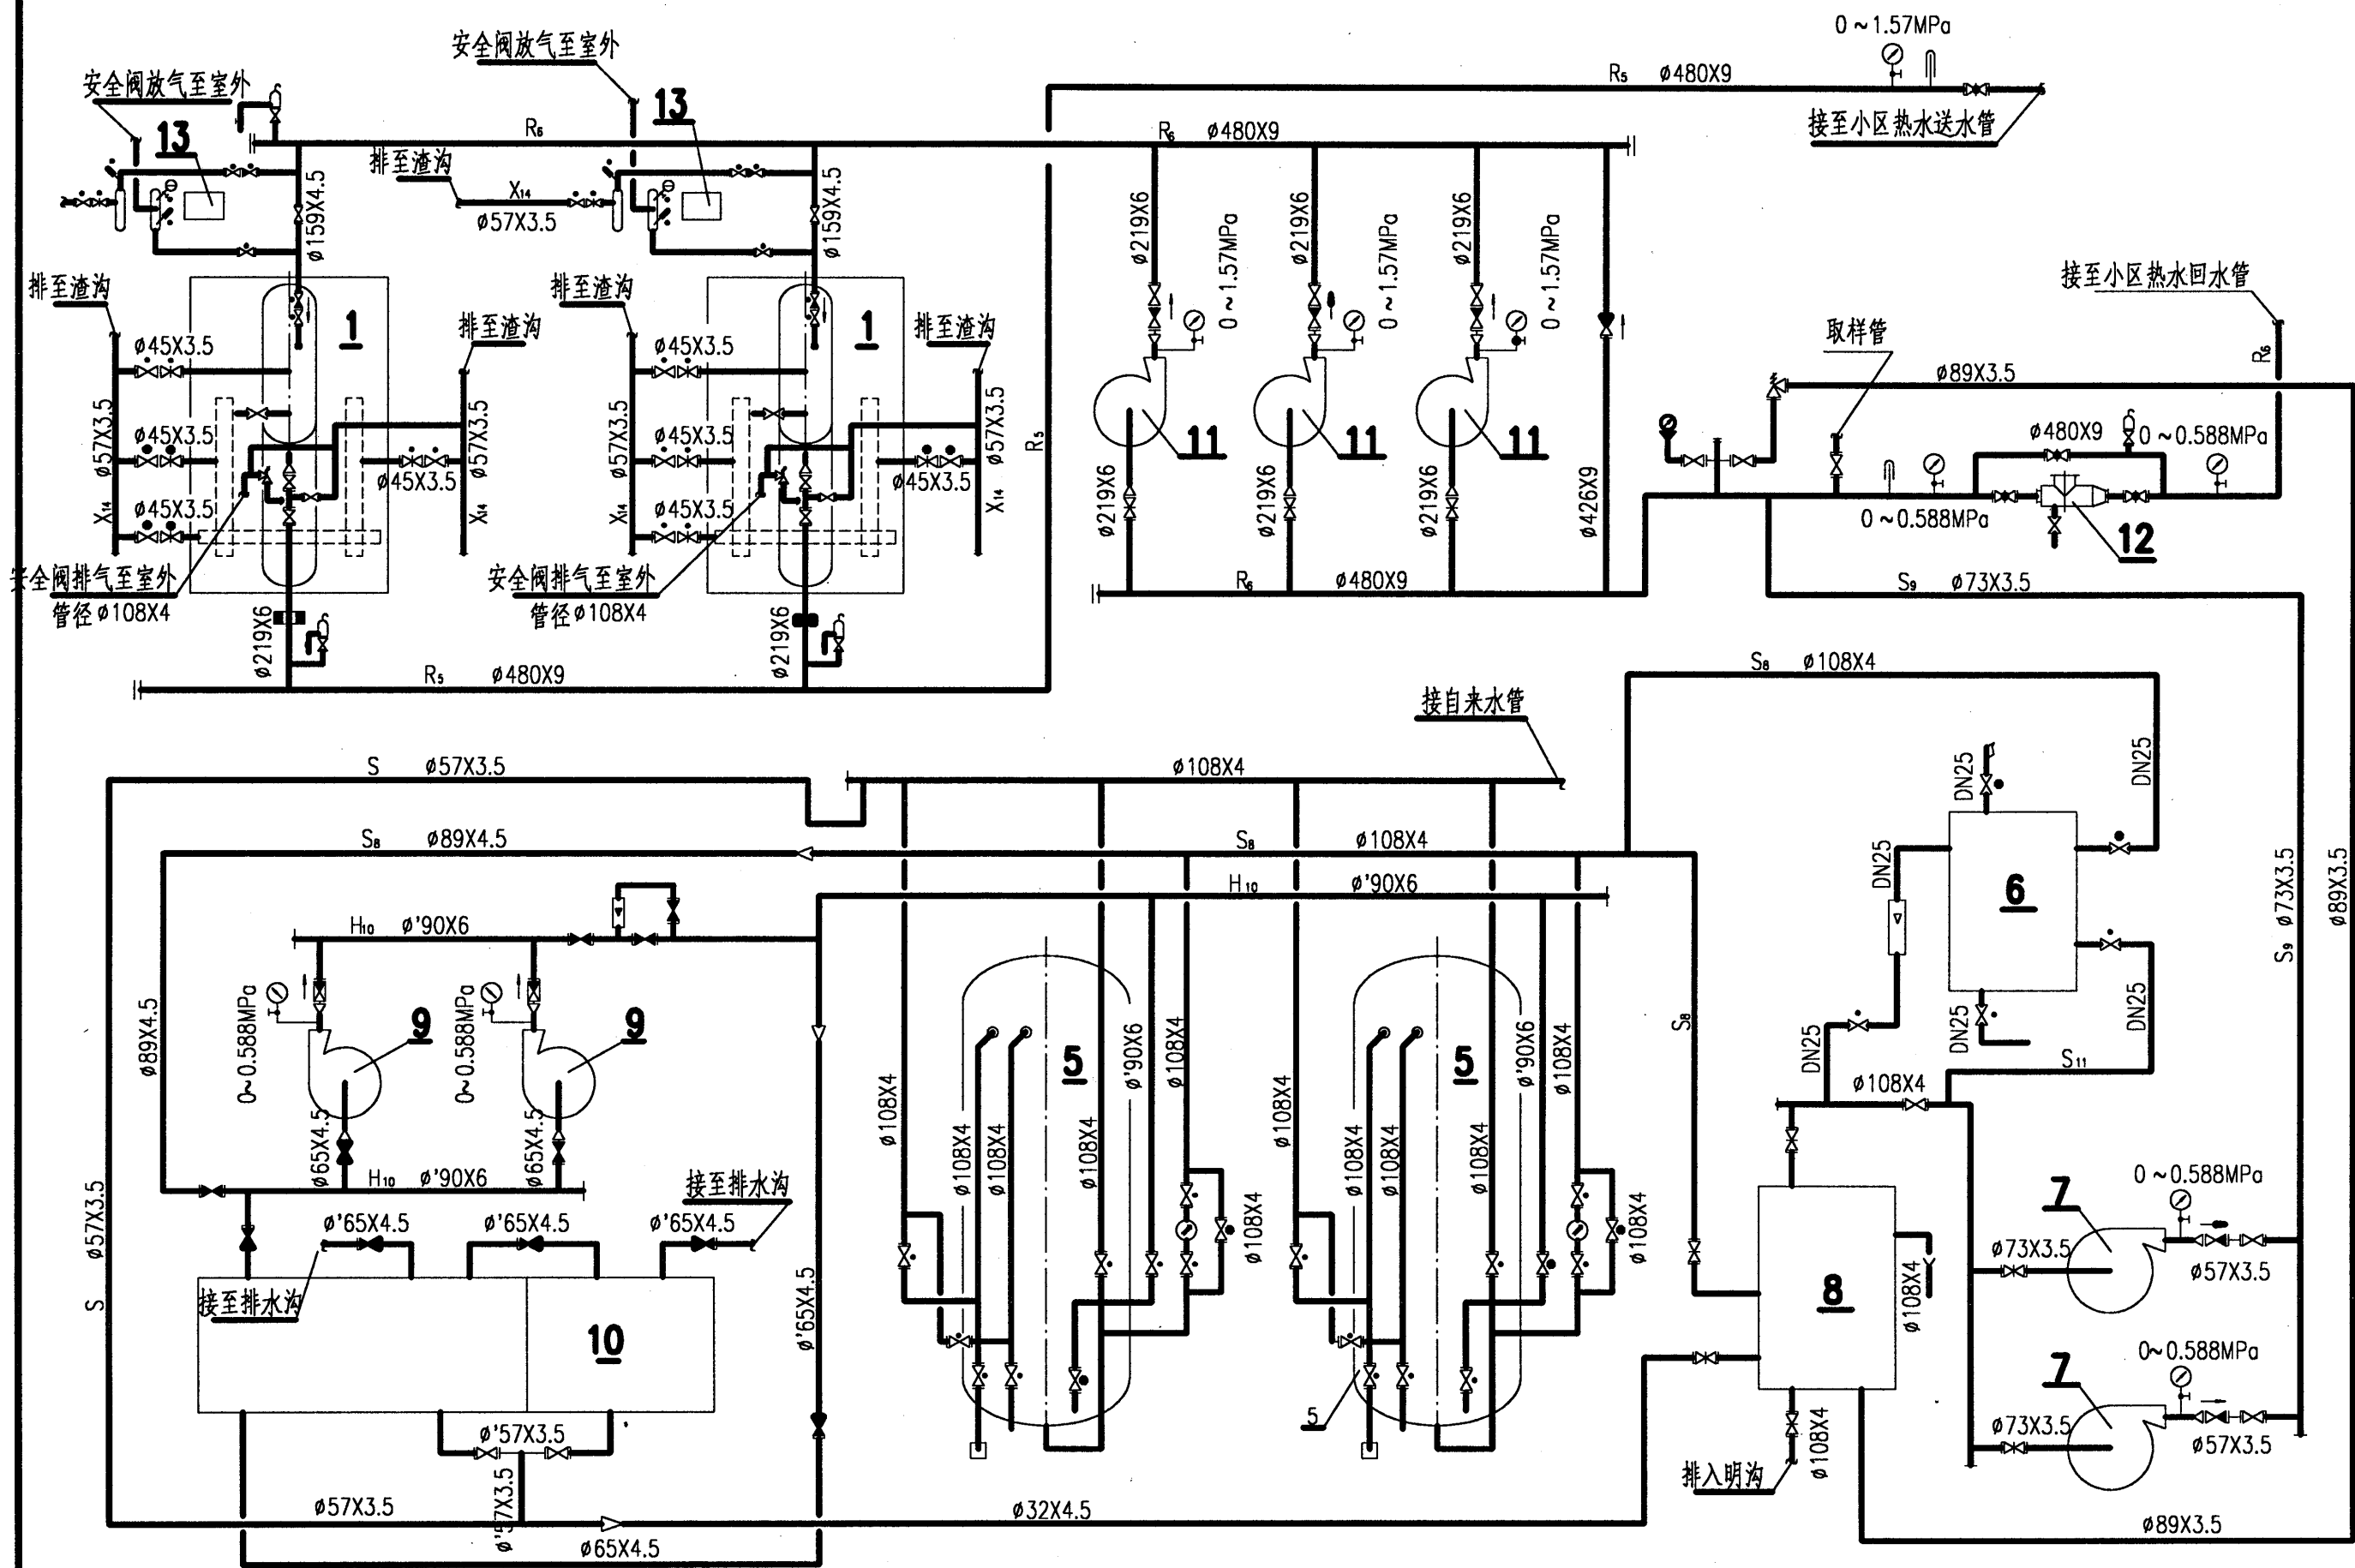 0～1.57MPa
安全阀放气至室外
R₅ ø480X9
安全阀放气至室外
13
13
接至小区热水送水管
R₆
R₆ ø480X9
排至渣沟
X₁₄
ø57X3.5
ø159X4.5
ø159X4.5
ø219X6
ø219X6
ø219X6
0～1.57MPa
0～1.57MPa
0～1.57MPa
接至小区热水回水管
排至渣沟
排至渣沟
排至渣沟
排至渣沟
1
1
取样管
R₆
ø45X3.5
ø45X3.5
ø89X3.5
ø57X3.5
ø57X3.5
ø57X3.5
ø57X3.5
R₅
11
11
11
ø45X3.5
ø45X3.5
ø480X9
0～0.588MPa
ø45X3.5
ø45X3.5
ø219X6
ø219X6
ø219X6
ø426X9
X₁₄
X₁₄
X₁₄
X₁₄
ø45X3.5
ø45X3.5
0～0.588MPa
12
安全阀排气至室外
管径ø108X4
安全阀排气至室外
管径ø108X4
R₆ ø480X9
S₉ ø73X3.5
ø219X6
ø219X6
R₅ ø480X9
S₈ ø108X4
接自来水管
S ø57X3.5
ø108X4
DN25
DN25
S₈ ø89X4.5
S₈ ø108X4
DN25
H₁₀ ø'90X6
6
H₁₀ ø'90X6
S₉ ø73X3.5
ø89X3.5
ø89X4.5
0～0.588MPa
9
0～0.588MPa
9
S₈
DN25
DN25
DN25
5
ø'90X6
ø108X4
5
ø'90X6
ø108X4
S₁₁
ø108X4
ø108X4
ø108X4
ø108X4
ø108X4
ø108X4
ø108X4
ø108X4
ø108X4
ø65X4.5
ø65X4.5
H₁₀ ø'90X6
接至排水沟
ø57X3.5
S
ø'65X4.5
ø'65X4.5
ø'65X4.5
ø108X4
ø108X4
0～0.588MPa
7
ø73X3.5
ø57X3.5
接至排水沟
10
ø'65X4.5
8
ø108X4
0～0.588MPa
7
5
ø73X3.5
ø57X3.5
ø'57X3.5
ø'57X3.5
ø108X4
排入明沟
ø57X3.5
ø32X4.5
ø65X4.5
ø89X3.5